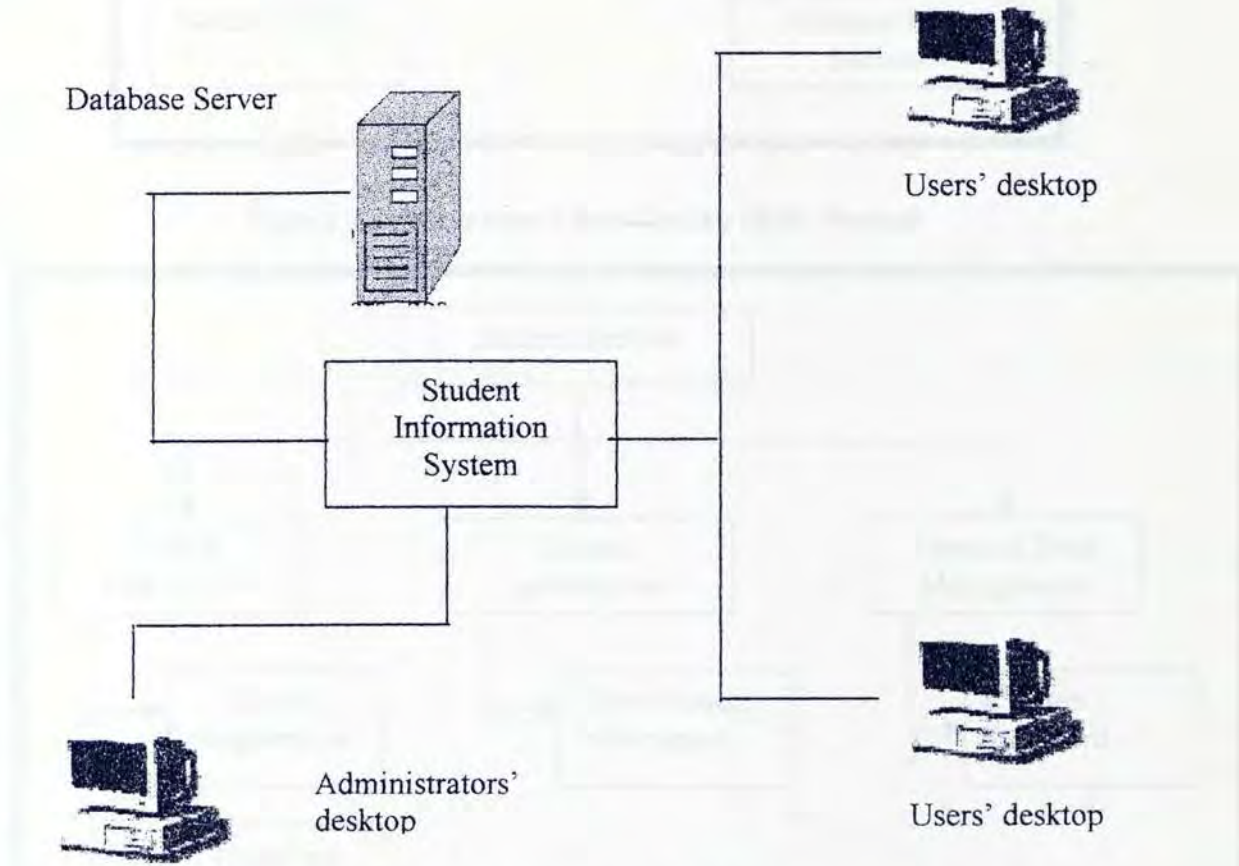 Database Server
Users' desktop
Student
Information
System
Administrators'
desktop
Users' desktop